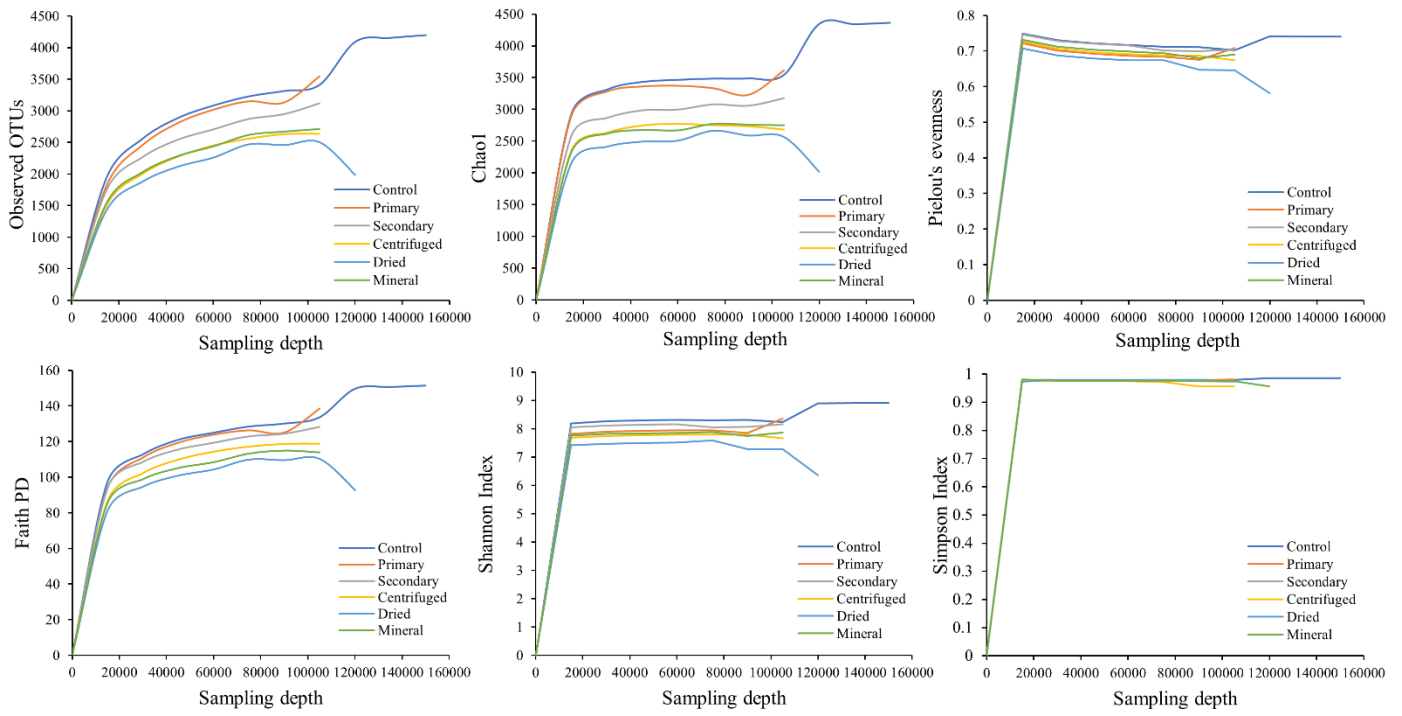 Observed OTUs
4500
4000
3500
3000
2500
2000
1500
1000
500
0
Control
Primary
Secondary
Centrifuged
Dried
Mineral
0 20000 40000 60000 80000 100000 120000 140000 160000
Sampling depth
Chao1
5000
4500
4000
3500
3000
2500
2000
1500
1000
500
0
Control
Primary
Secondary
Centrifuged
Dried
Mineral
0 20000 40000 60000 80000 100000 120000 140000 160000
Sampling depth
Pielou's evenness
0.8
0.7
0.6
0.5
0.4
0.3
0.2
0.1
0
Control
Primary
Secondary
Centrifuged
Dried
Mineral
0 20000 40000 60000 80000 100000 120000 140000 160000
Sampling depth
Faith PD
160
140
120
100
80
60
40
20
0
Control
Primary
Secondary
Centrifuged
Dried
Mineral
0 20000 40000 60000 80000 100000 120000 140000 160000
Sampling depth
Shannon Index
10
9
8
7
6
5
4
3
2
1
0
Control
Primary
Secondary
Centrifuged
Dried
Mineral
0 20000 40000 60000 80000 100000 120000 140000 160000
Sampling depth
Simpson Index
1
0.9
0.8
0.7
0.6
0.5
0.4
0.3
0.2
0.1
0
Control
Primary
Secondary
Centrifuged
Dried
Mineral
0 20000 40000 60000 80000 100000 120000 140000 160000
Sampling depth